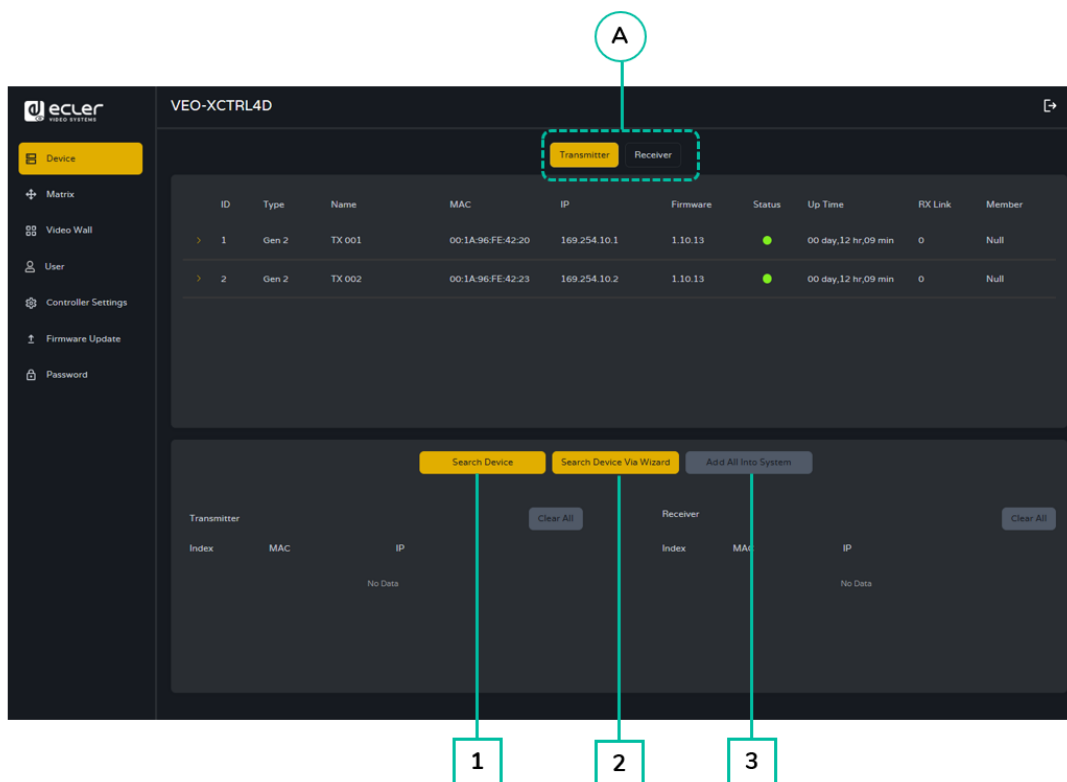 A
ecler
VIDEO SYSTEMS
VEO-XCTRL4D
Device
Matrix
Video Wall
User
Controller Settings
Firmware Update
Password
Transmitter Receiver
ID Type Name MAC IP Firmware Status Up Time RX Link Member
1 Gen 2 TX 001 00:1A:96:FE:42:20 169.254.10.1 1.10.13 00 day,12 hr,09 min 0 Null
2 Gen 2 TX 002 00:1A:96:FE:42:23 169.254.10.2 1.10.13 00 day,12 hr,09 min 0 Null
Search Device Search Device Via Wizard Add All Into System
Transmitter Clear All
Index MAC IP
No Data
Receiver Clear All
Index MAC IP
No Data
1 2 3